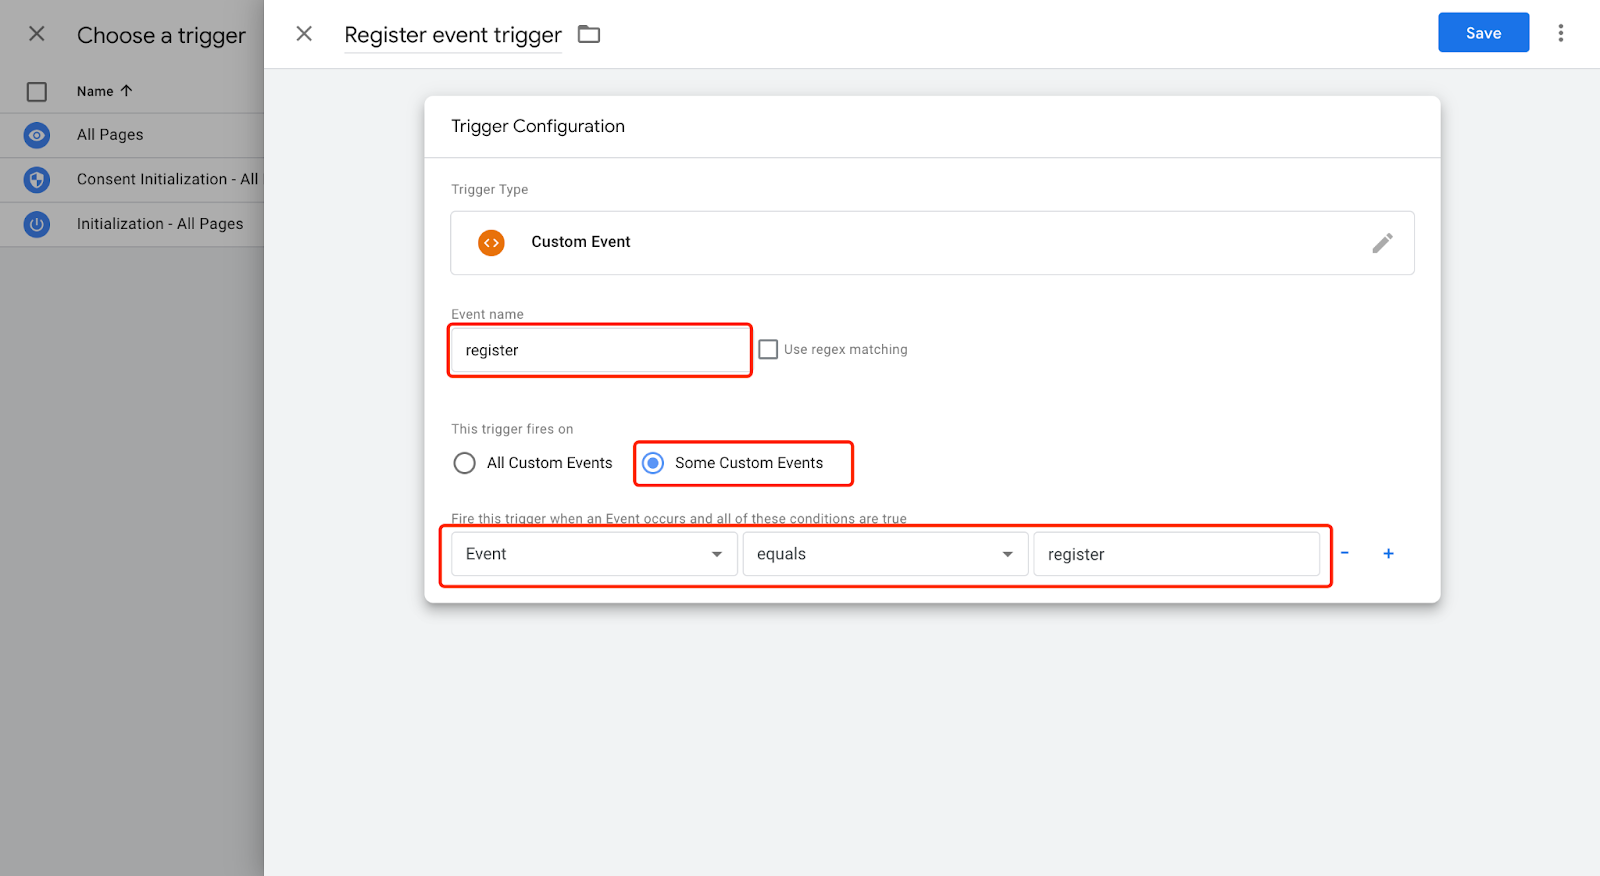 Choose a trigger
Name
All Pages
Consent Initialization - All
Initialization - All Pages
Register event trigger
Save
Trigger Configuration
Trigger Type
Custom Event
Event name
register
Use regex matching
This trigger fires on
All Custom Events
Some Custom Events
Fire this trigger when an Event occurs and all of these conditions are true
Event equals register - +